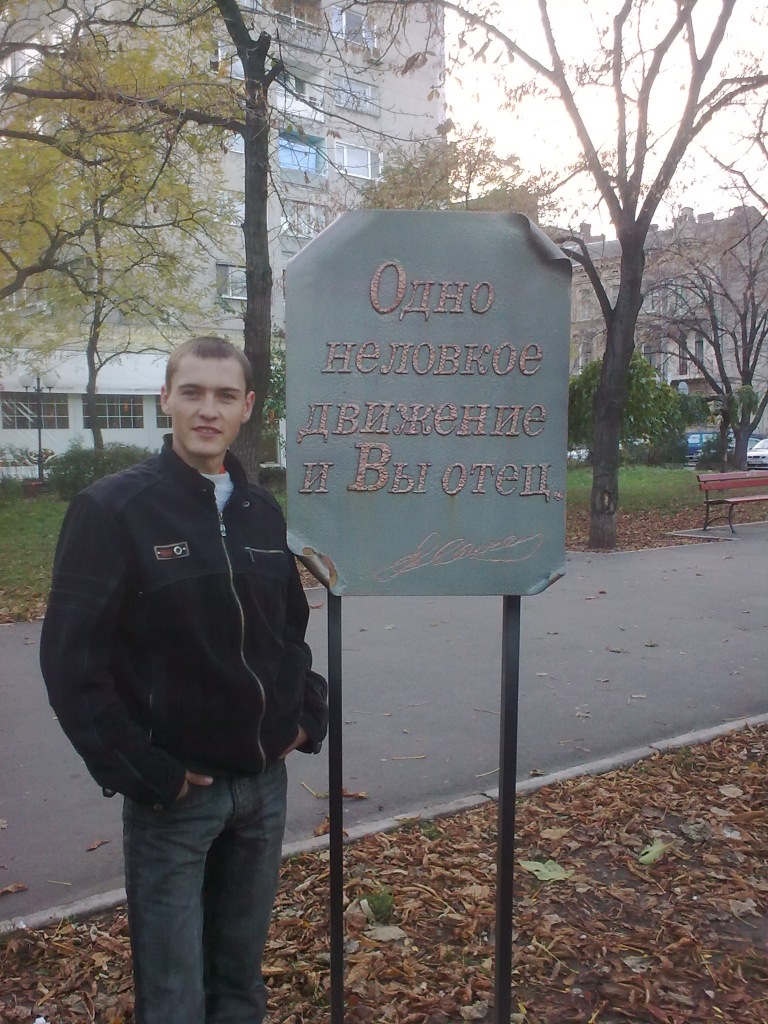 Одно
неловкое
движение
и Вы отец.